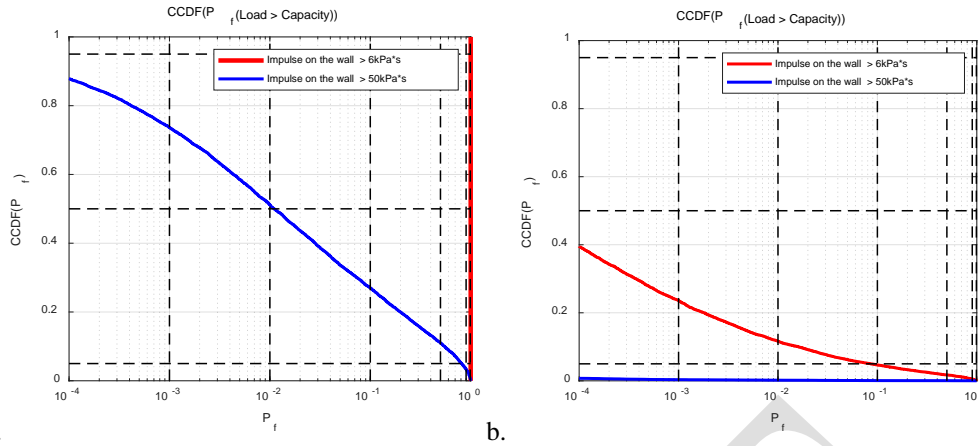 CCDF(P f (Load > Capacity))
1
0.8
0.6
0.4
0.2
0
CCDF(P f)
Impulse on the wall > 6kPa*s
Impulse on the wall > 50kPa*s
10-4 10-3 10-2 10-1 100
P f
b.
CCDF(P f (Load > Capacity))
1
0.8
0.6
0.4
0.2
0
CCDF(P f)
Impulse on the wall > 6kPa*s
Impulse on the wall > 50kPa*s
10-4 10-3 10-2 10-1 10
P f